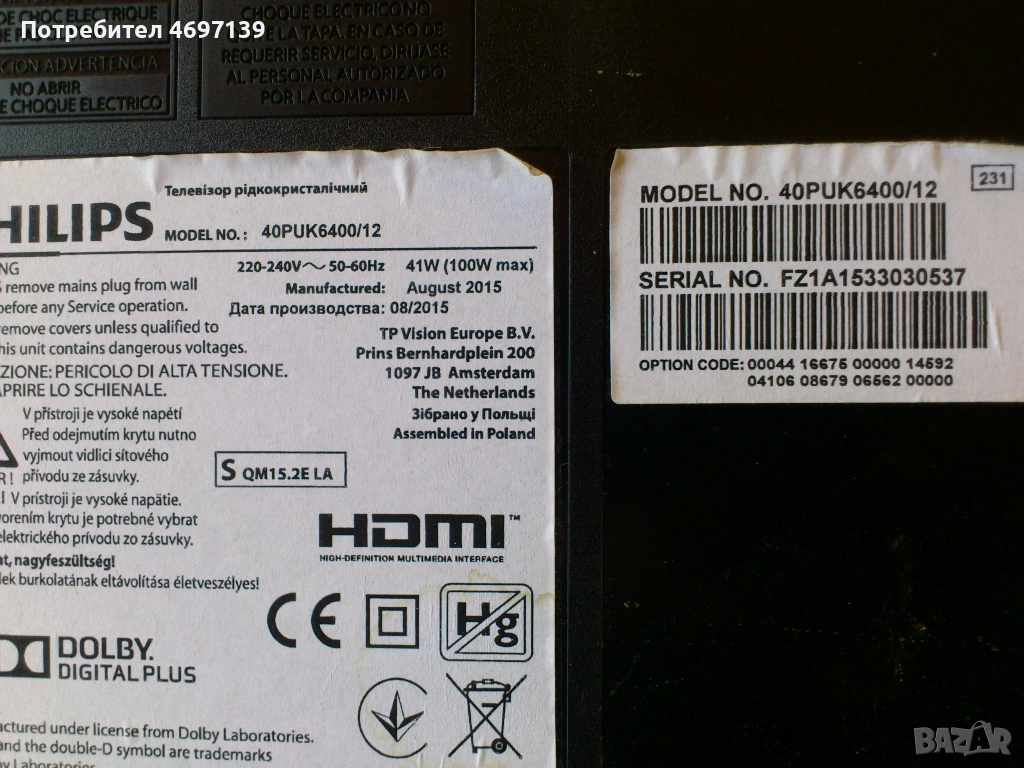 DE CHOC ELECTRIQUE
Потребител 4697139
CION ADVERTENCIA
NO ABRIR
E CHOQUE ELECTRICO
CHOQUE ELECTRICO NO
LA TAPA. EN CASO DE
REQUERIR SERVICIO, DIRIJASE
AL PERSONAL AUTORIZADO
POR LA COMPANIA
Телевізор рідкокристалічний
HILIPS
MODEL NO.: 40PUK6400/12
NG
remove mains plug from wall
before any Service operation.
emove covers unless qualified to
his unit contains dangerous voltages.
ZIONE: PERICOLO DI ALTA TENSIONE.
APRIRE LO SCHIENALE.
V přístroji je vysoké napětí
Před odejmutím krytu nutno
vyjmout vidlici síťového
R! přívodu ze zásuvky.
! V prístroji je vysoké napätie.
vorením krytu je potrebné vybrat
elektrického prívodu zo zásuvky.
at, nagyfeszültség!
lek burkolatának eltávolítása életveszélyes!
220-240V~ 50-60Hz 41W (100W max)
Manufactured: August 2015
Дата производства: 08/2015
TP Vision Europe B.V.
Prins Bernhardplein 200
1097 JB Amsterdam
The Netherlands
Зібрано у Польщі
Assembled in Poland
S QM15.2E LA
HDMI™
HIGH-DEFINITION MULTIMEDIA INTERFACE
CE
Hg
DOLBY.
DIGITAL PLUS
actured under license from Dolby Laboratories.
and the double-D symbol are trademarks
y Laboratories.
231
MODEL NO. 40PUK6400/12
SERIAL NO. FZ1A1533030537
OPTION CODE: 00044 16675 00000 14592
04106 08679 06562 00000
BAZAR